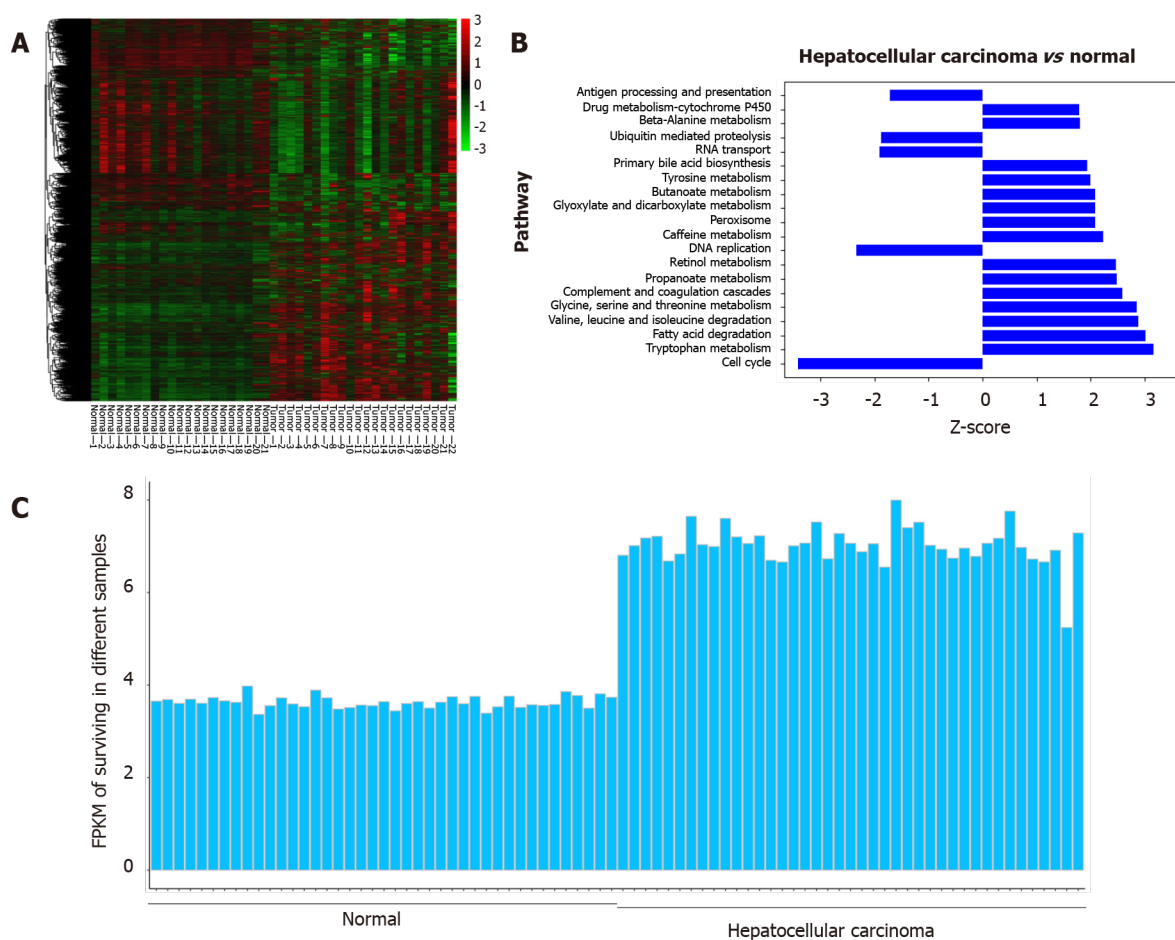 A
3
2
1
0
-1
-2
-3
Normal—1
Normal—2
Normal—3
Normal—4
Normal—5
Normal—6
Normal—7
Normal—8
Normal—9
Normal—10
Normal—11
Normal—12
Normal—13
Normal—14
Normal—15
Normal—16
Normal—17
Normal—18
Normal—19
Normal—20
Normal—21
Tumor—1
Tumor—2
Tumor—3
Tumor—4
Tumor—5
Tumor—6
Tumor—7
Tumor—8
Tumor—9
Tumor—10
Tumor—11
Tumor—12
Tumor—13
Tumor—14
Tumor—15
Tumor—16
Tumor—17
Tumor—18
Tumor—19
Tumor—20
Tumor—21
Tumor—22
B
Hepatocellular carcinoma vs normal
Pathway
Antigen processing and presentation
Drug metabolism-cytochrome P450
Beta-Alanine metabolism
Ubiquitin mediated proteolysis
RNA transport
Primary bile acid biosynthesis
Tyrosine metabolism
Butanoate metabolism
Glyoxylate and dicarboxylate metabolism
Peroxisome
Caffeine metabolism
DNA replication
Retinol metabolism
Propanoate metabolism
Complement and coagulation cascades
Glycine, serine and threonine metabolism
Valine, leucine and isoleucine degradation
Fatty acid degradation
Tryptophan metabolism
Cell cycle
-3 -2 -1 0 1 2 3
Z-score
C
FPKM of surviving in different samples
8
6
4
2
0
Normal
Hepatocellular carcinoma